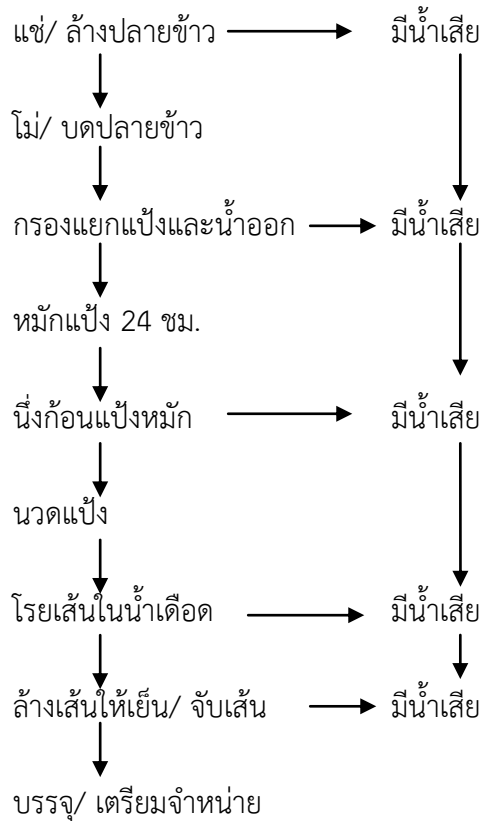 แช่/ ล้างปลายข้าว มีน้ำเสีย
โม่/ บดปลายข้าว
กรองแยกแป้งและน้ำออก มีน้ำเสีย
หมักแป้ง 24 ชม.
นึ่งก้อนแป้งหมัก มีน้ำเสีย
นวดแป้ง
โรยเส้นในน้ำเดือด มีน้ำเสีย
ล้างเส้นให้เย็น/ จับเส้น มีน้ำเสีย
บรรจุ/ เตรียมจำหน่าย